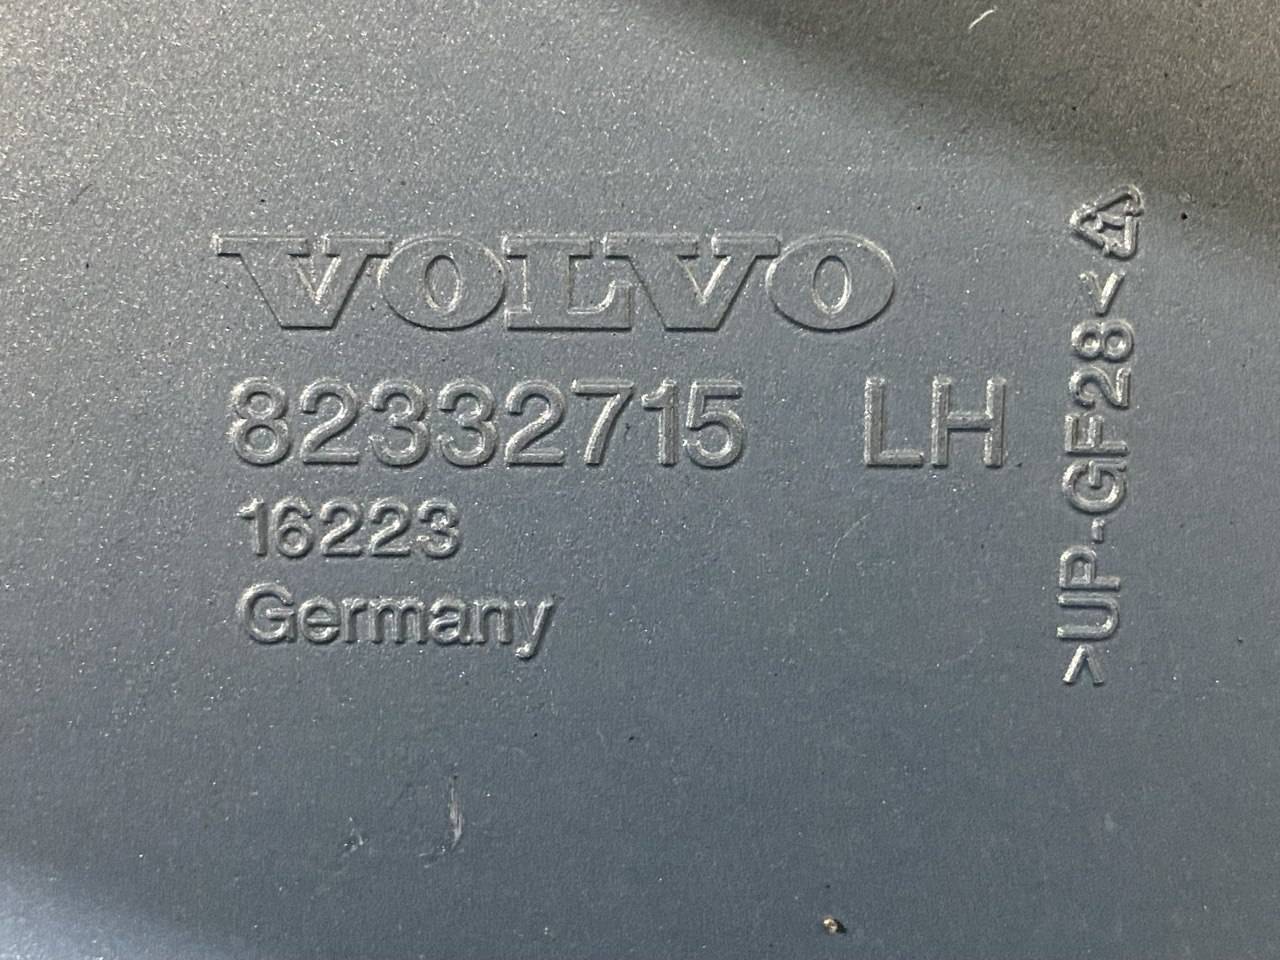 VOLVO
82332715 LH
16223
Germany
>UP-GF28<